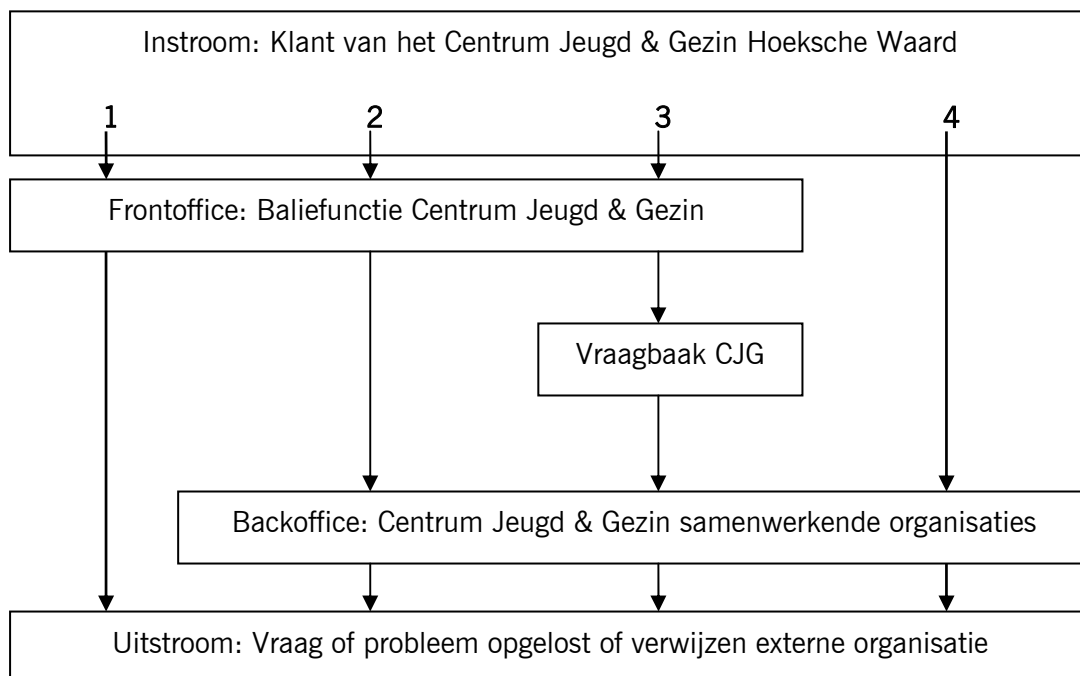 Instroom: Klant van het Centrum Jeugd & Gezin Hoeksche Waard
1 2 3 4
Frontoffice: Baliefunctie Centrum Jeugd & Gezin
Vraagbaak CJG
Backoffice: Centrum Jeugd & Gezin samenwerkende organisaties
Uitstroom: Vraag of probleem opgelost of verwijzen externe organisatie